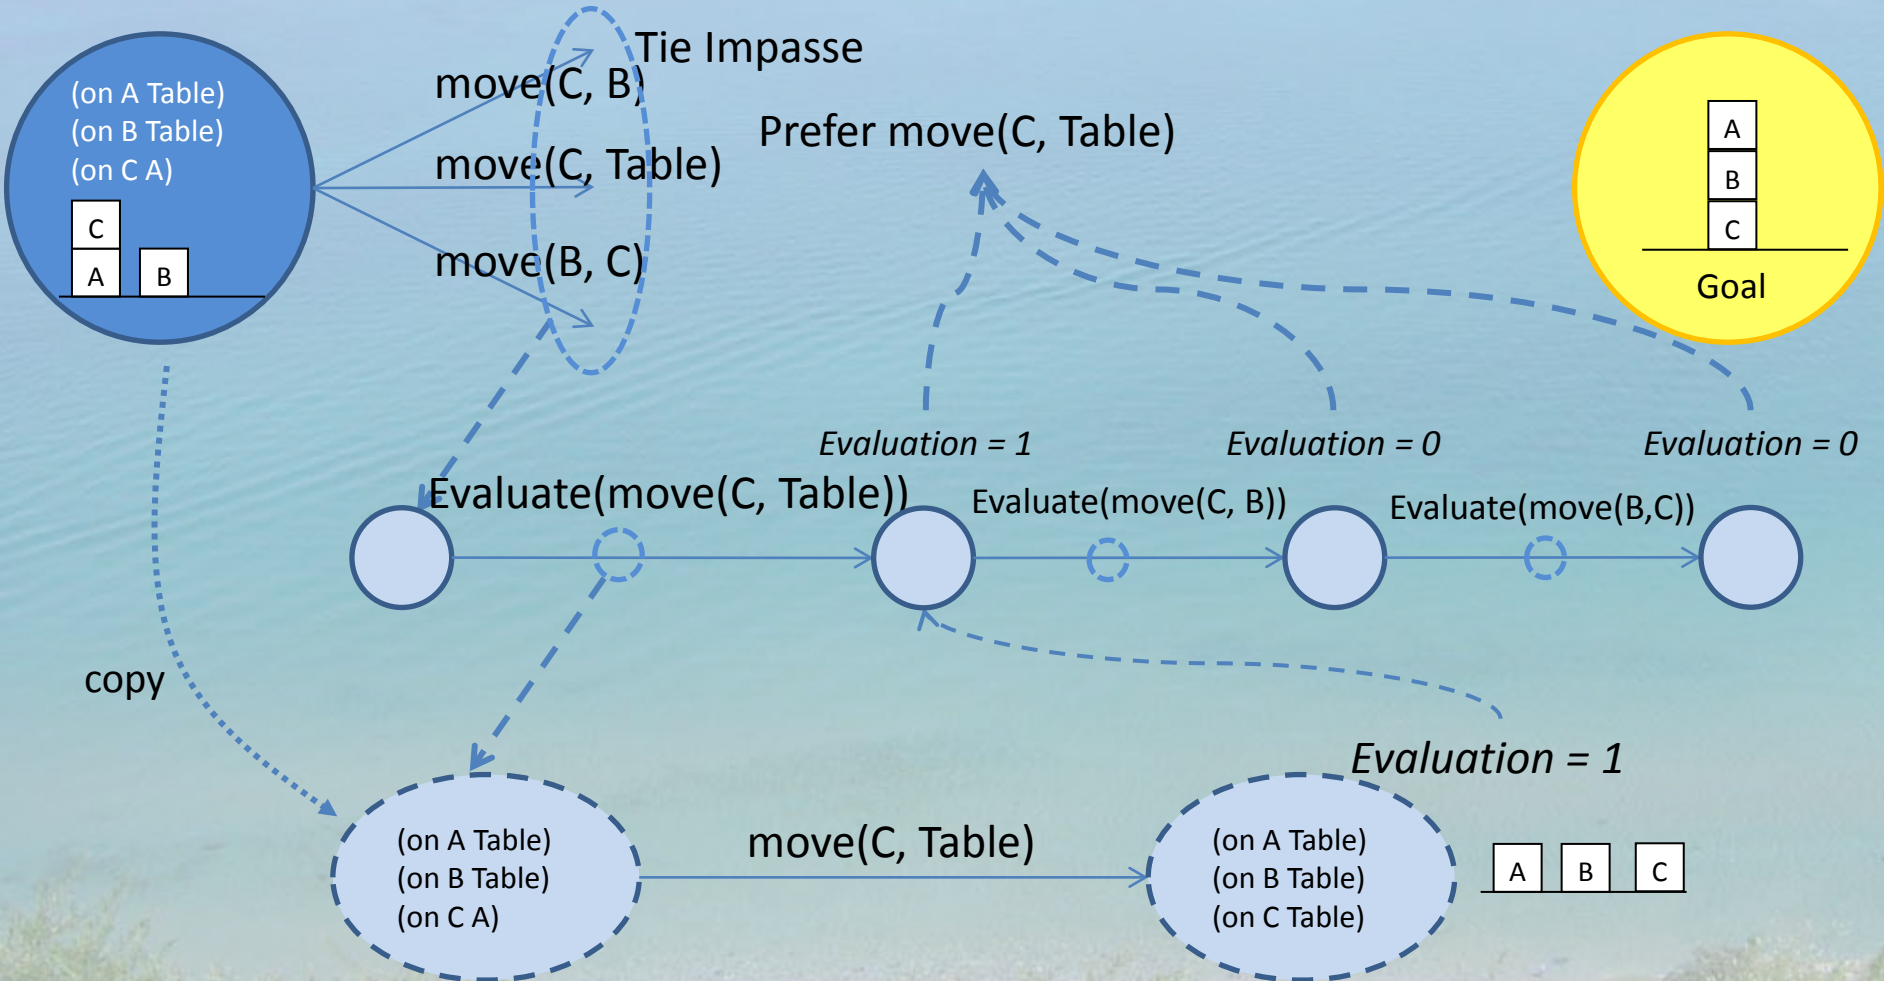 (on A Table)
(on B Table)
(on C A)
C
A
B
Tie Impasse
move(C, B)
move(C, Table)
move(B, C)
Prefer move(C, Table)
A
B
C
Goal
Evaluation = 1
Evaluation = 0
Evaluation = 0
Evaluate(move(C, Table))
Evaluate(move(C, B))
Evaluate(move(B,C))
copy
Evaluation = 1
(on A Table)
(on B Table)
(on C A)
move(C, Table)
(on A Table)
(on B Table)
(on C Table)
A
B
C